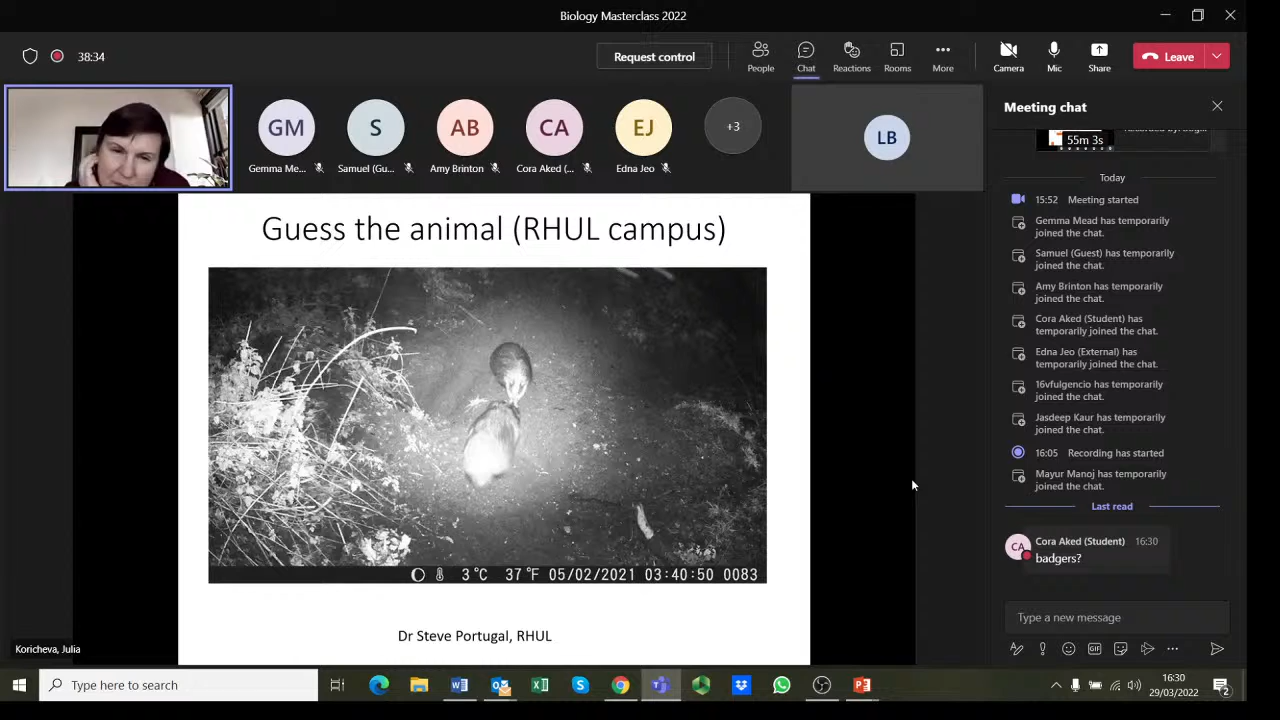 Biology Masterclass 2022
38:34
Request control
People
Chat
Reactions
Rooms
More
Camera
Mic
Share
Leave
GM
S
AB
CA
EJ
+3
LB
Gemma Me...
Samuel (Gu...
Amy Brinton
Cora Aked (...
Edna Jeo
Meeting chat
55m 3s
Today
15:52 Meeting started
Gemma Mead has temporarily
joined the chat.
Samuel (Guest) has temporarily
joined the chat.
Amy Brinton has temporarily
joined the chat.
Cora Aked (Student) has
temporarily joined the chat.
Edna Jeo (External) has
temporarily joined the chat.
16vfulgencio has temporarily
joined the chat.
Jasdeep Kaur has temporarily
joined the chat.
16:05 Recording has started
Mayur Manoj has temporarily
joined the chat.
Last read
CA
Cora Aked (Student) 16:30
badgers?
Type a new message
GIF
Guess the animal (RHUL campus)
3°C 37°F 05/02/2021 03:40:50 0083
Dr Steve Portugal, RHUL
Koricheva, Julia
Type here to search
16:30
29/03/2022
2